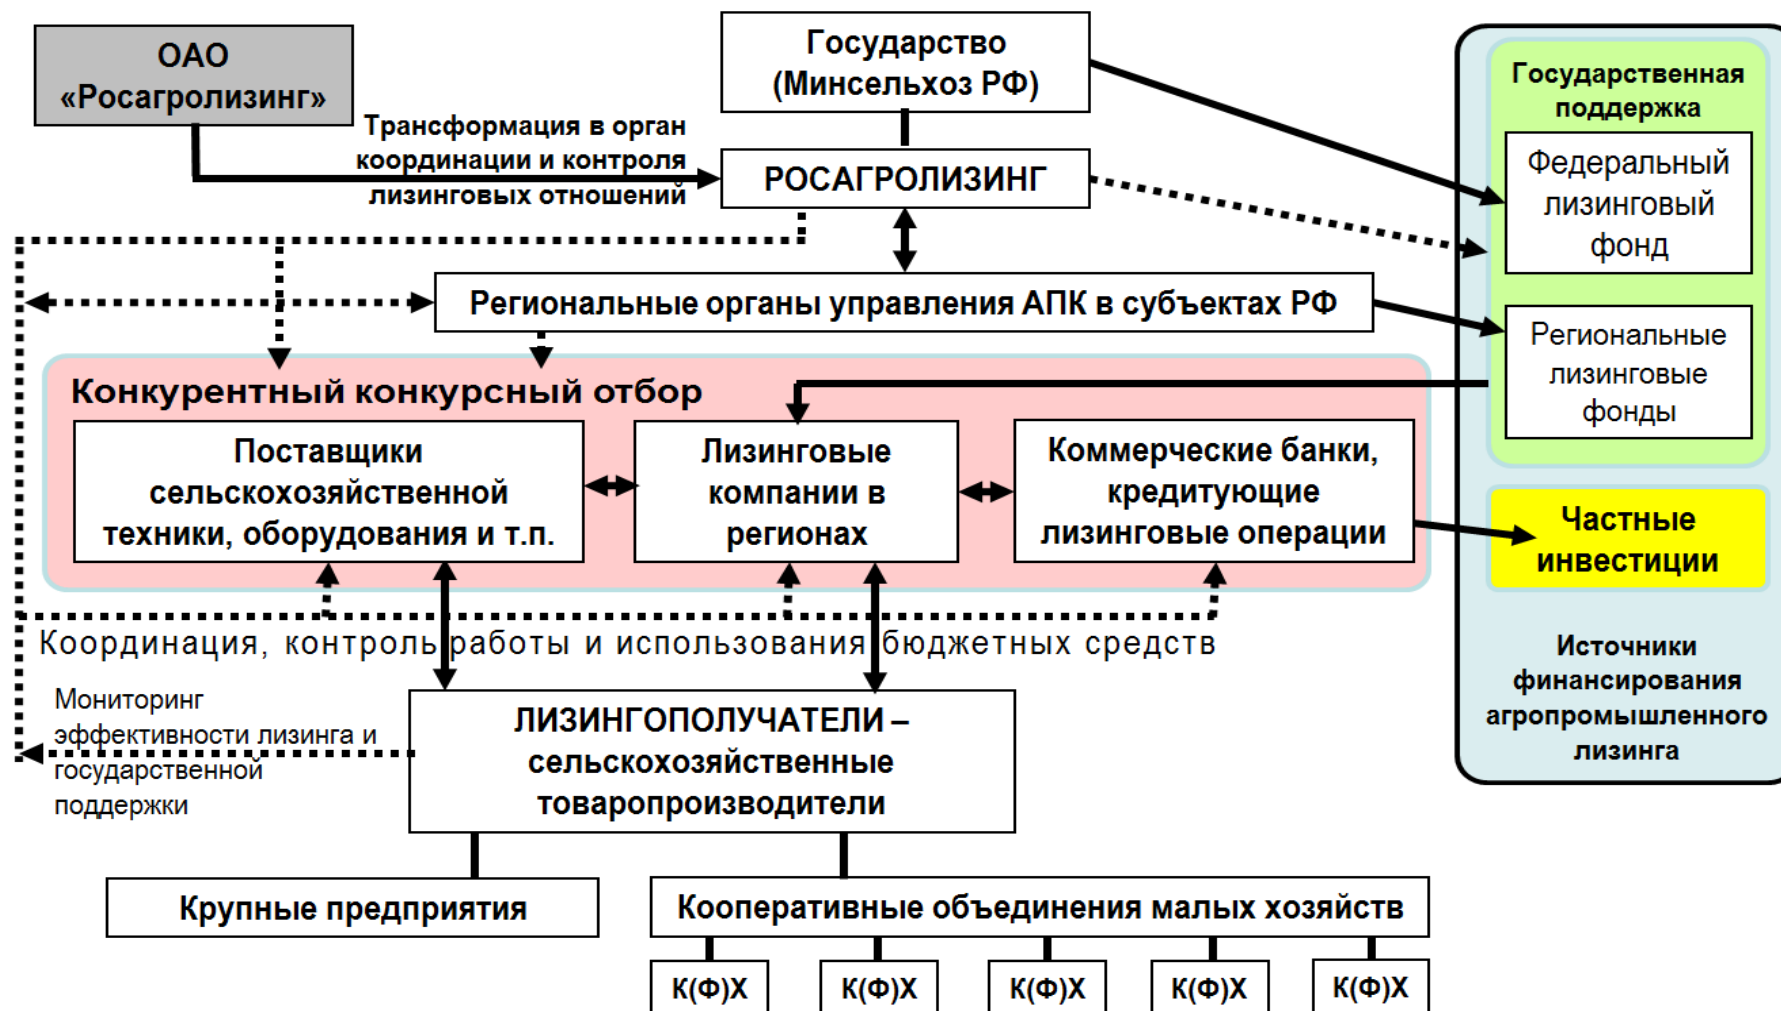 ОАО
«Росагролизинг»
Государство
(Минсельхоз РФ)
Трансформация в орган
координации и контроля
лизинговых отношений
РОСАГРОЛИЗИНГ
Региональные органы управления АПК в субъектах РФ
Конкурентный конкурсный отбор
Поставщики
сельскохозяйственной
техники, оборудования и т.п.
Лизинговые
компании в
регионах
Коммерческие банки,
кредитующие
лизинговые операции
Координация, контроль работы и использования бюджетных средств
Мониторинг
эффективности лизинга и
государственной
поддержки
ЛИЗИНГОПОЛУЧАТЕЛИ –
сельскохозяйственные
товаропроизводители
Крупные предприятия
Кооперативные объединения малых хозяйств
К(Ф)Х
К(Ф)Х
К(Ф)Х
К(Ф)Х
К(Ф)Х
Государственная
поддержка
Федеральный
лизинговый
фонд
Региональные
лизинговые
фонды
Частные
инвестиции
Источники
финансирования
агропромышленного
лизинга